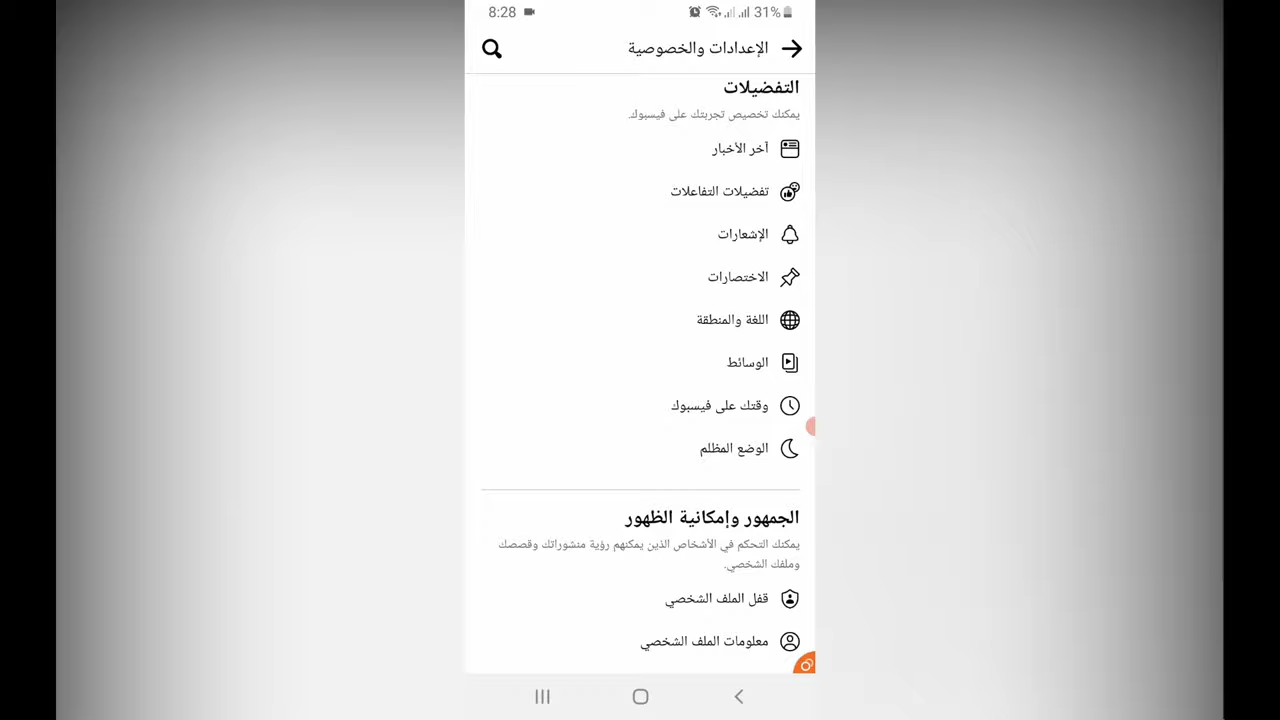 8:28
31%
الإعدادات والخصوصية
التفضيلات
يمكنك تخصيص تجربتك على فيسبوك.
آخر الأخبار
تفضيلات التفاعلات
الإشعارات
الاختصارات
اللغة والمنطقة
الوسائط
وقتك على فيسبوك
الوضع المظلم
الجمهور وإمكانية الظهور
يمكنك التحكم في الأشخاص الذين يمكنهم رؤية منشوراتك وقصصك
وملفك الشخصي.
قفل الملف الشخصي
معلومات الملف الشخصي